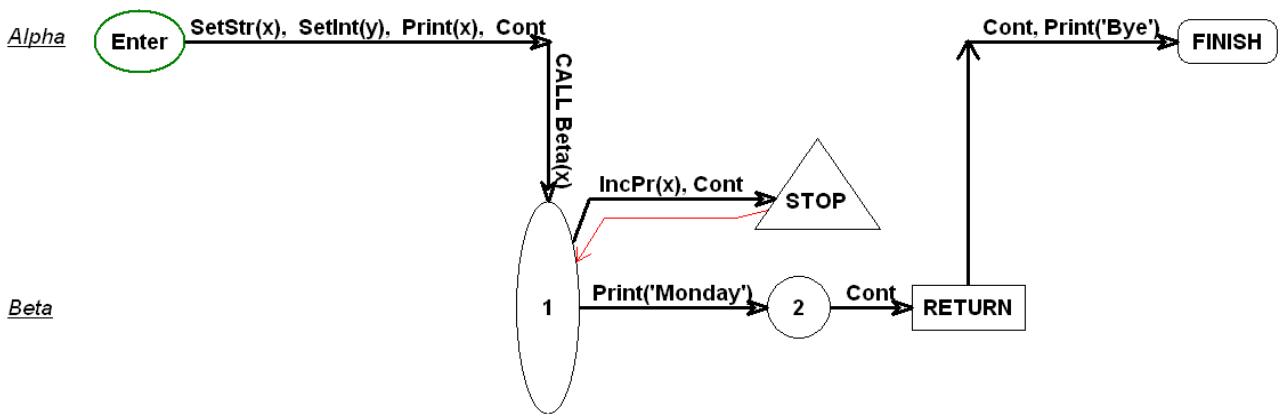 Alpha
Enter
SetStr(x), SetInt(y), Print(x), Cont
Cont, Print('Bye')
FINISH
CALL Beta(x)
IncPr(x), Cont
STOP
Beta
1
Print('Monday')
2
Cont
RETURN